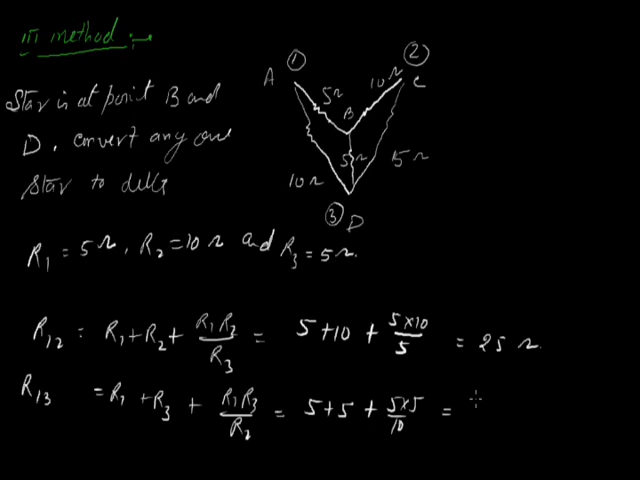 III method :-
Star is at point B and
D. convert any one
Star to delta
① ②
A 5Ω B 10Ω C
10Ω 5Ω 15Ω
③ D
R₁ = 5Ω, R₂ = 10Ω and R₃ = 5Ω.
R₁₂ = R₁ + R₂ + R₁R₂/R₃ = 5 + 10 + 5×10/5 = 25 Ω.
R₁₃ = R₁ + R₃ + R₁R₃/R₂ = 5 + 5 + 5×5/10 =